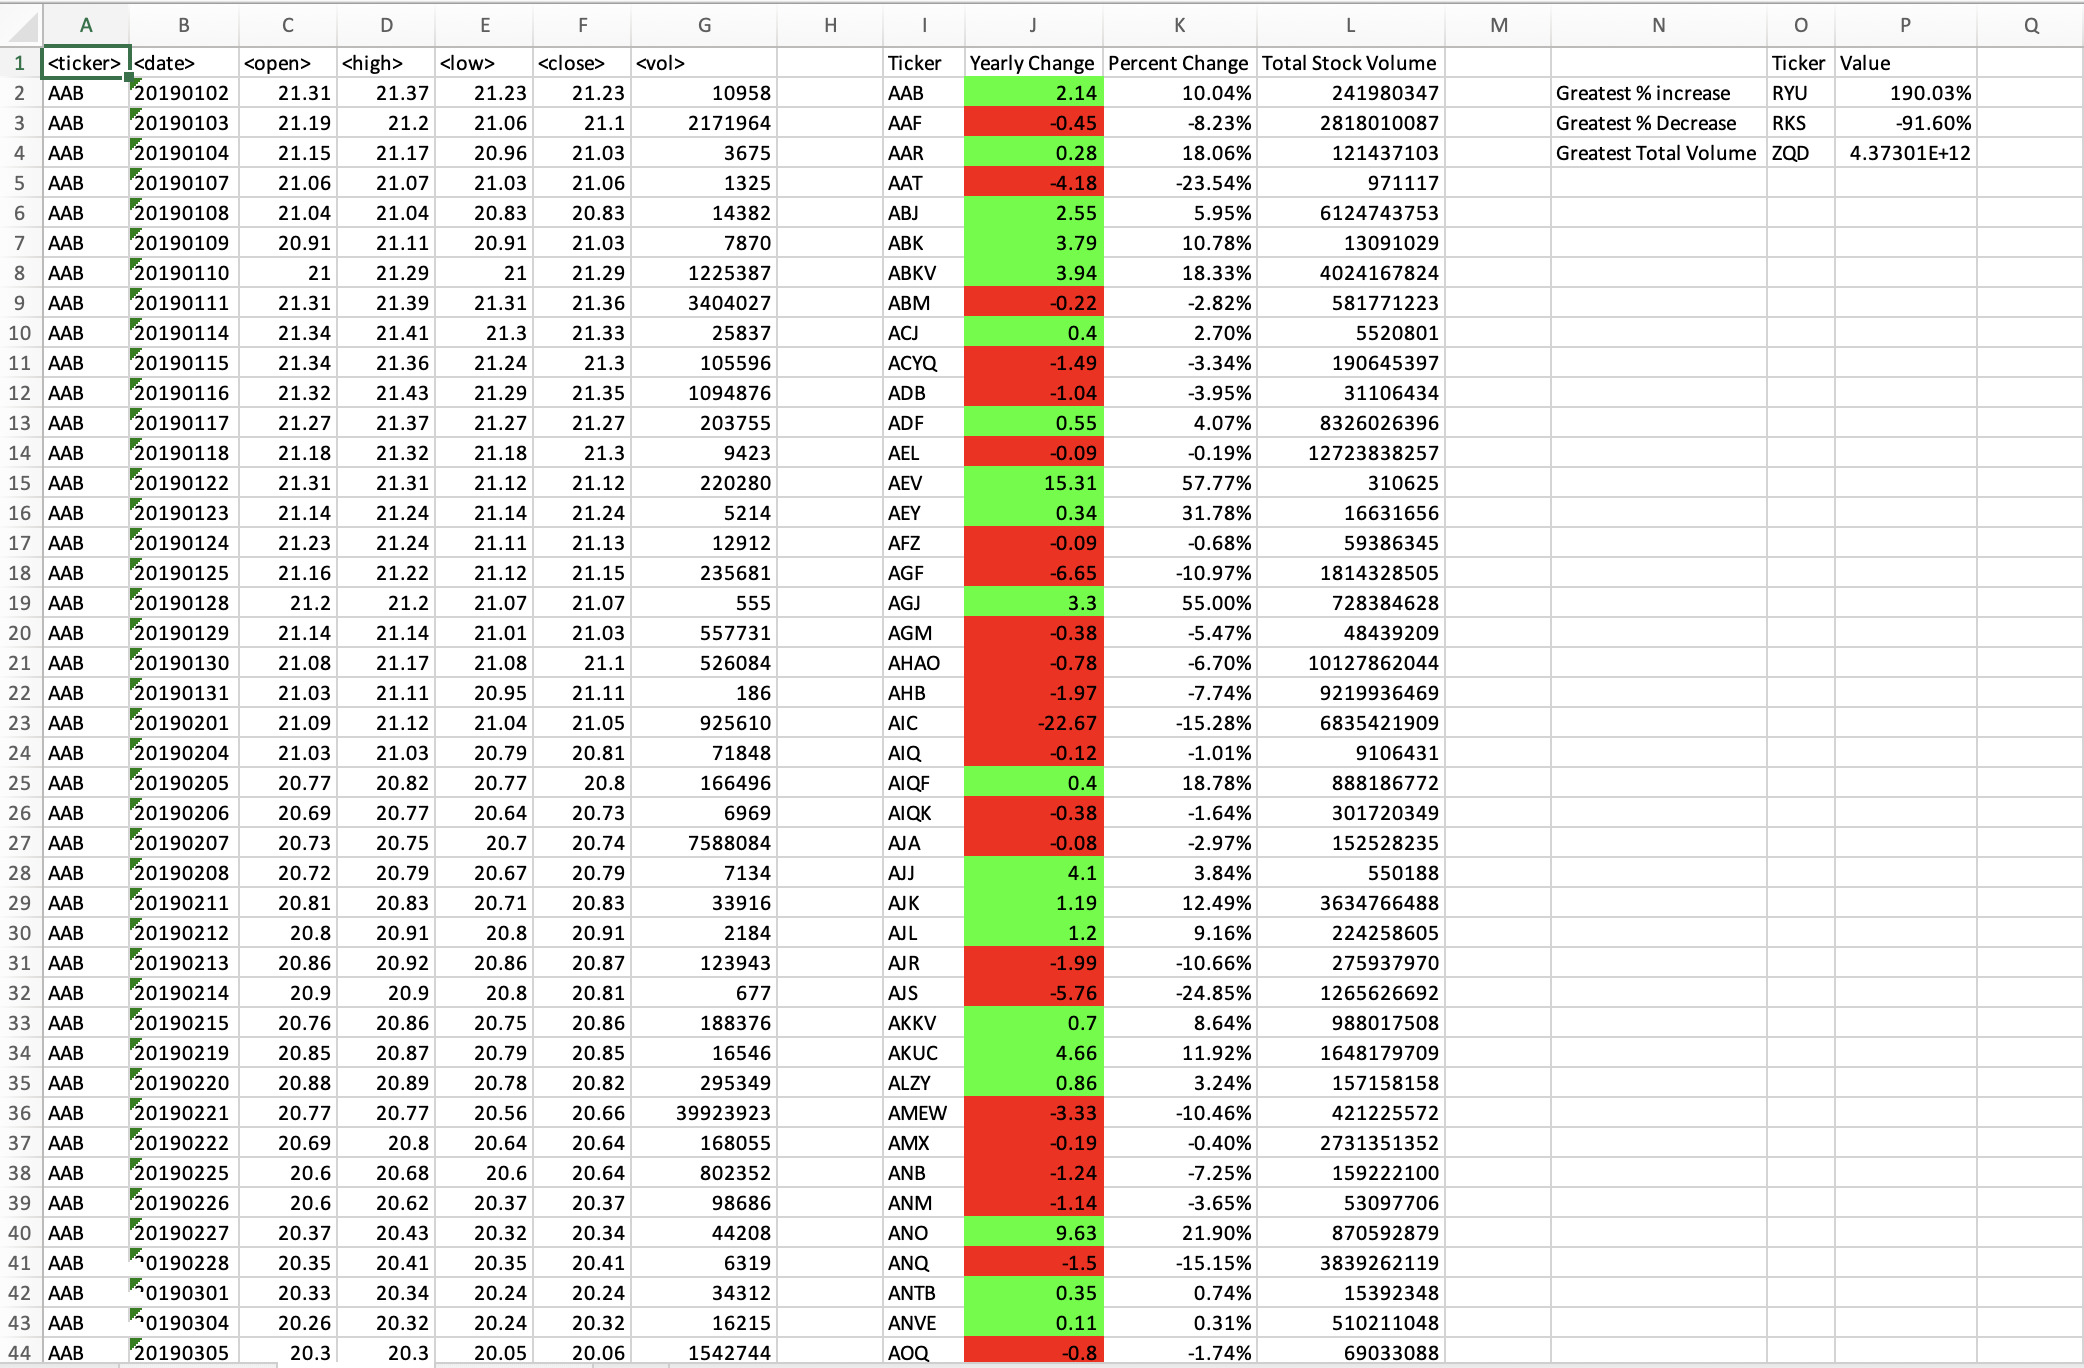 A B C D E F G H I J K L M N O P Q
1 <ticker> <date> <open> <high> <low> <close> <vol> Ticker Yearly Change Percent Change Total Stock Volume Ticker Value
2 AAB 20190102 21.31 21.37 21.23 21.23 10958 AAB 2.14 10.04% 241980347 Greatest % increase RYU 190.03%
3 AAB 20190103 21.19 21.2 21.06 21.1 2171964 AAF -0.45 -8.23% 2818010087 Greatest % Decrease RKS -91.60%
4 AAB 20190104 21.15 21.17 20.96 21.03 3675 AAR 0.28 18.06% 121437103 Greatest Total Volume ZQD 4.37301E+12
5 AAB 20190107 21.06 21.07 21.03 21.06 1325 AAT -4.18 -23.54% 971117
6 AAB 20190108 21.04 21.04 20.83 20.83 14382 ABJ 2.55 5.95% 6124743753
7 AAB 20190109 20.91 21.11 20.91 21.03 7870 ABK 3.79 10.78% 13091029
8 AAB 20190110 21 21.29 21 21.29 1225387 ABKV 3.94 18.33% 4024167824
9 AAB 20190111 21.31 21.39 21.31 21.36 3404027 ABM -0.22 -2.82% 581771223
10 AAB 20190114 21.34 21.41 21.3 21.33 25837 ACJ 0.4 2.70% 5520801
11 AAB 20190115 21.34 21.36 21.24 21.3 105596 ACYQ -1.49 -3.34% 190645397
12 AAB 20190116 21.32 21.43 21.29 21.35 1094876 ADB -1.04 -3.95% 31106434
13 AAB 20190117 21.27 21.37 21.27 21.27 203755 ADF 0.55 4.07% 8326026396
14 AAB 20190118 21.18 21.32 21.18 21.3 9423 AEL -0.09 -0.19% 12723838257
15 AAB 20190122 21.31 21.31 21.12 21.12 220280 AEV 15.31 57.77% 310625
16 AAB 20190123 21.14 21.24 21.14 21.24 5214 AEY 0.34 31.78% 16631656
17 AAB 20190124 21.23 21.24 21.11 21.13 12912 AFZ -0.09 -0.68% 59386345
18 AAB 20190125 21.16 21.22 21.12 21.15 235681 AGF -6.65 -10.97% 1814328505
19 AAB 20190128 21.2 21.2 21.07 21.07 555 AGJ 3.3 55.00% 728384628
20 AAB 20190129 21.14 21.14 21.01 21.03 557731 AGM -0.38 -5.47% 48439209
21 AAB 20190130 21.08 21.17 21.08 21.1 526084 AHAO -0.78 -6.70% 10127862044
22 AAB 20190131 21.03 21.11 20.95 21.11 186 AHB -1.97 -7.74% 9219936469
23 AAB 20190201 21.09 21.12 21.04 21.05 925610 AIC -22.67 -15.28% 6835421909
24 AAB 20190204 21.03 21.03 20.79 20.81 71848 AIQ -0.12 -1.01% 9106431
25 AAB 20190205 20.77 20.82 20.77 20.8 166496 AIQF 0.4 18.78% 888186772
26 AAB 20190206 20.69 20.77 20.64 20.73 6969 AIQK -0.38 -1.64% 301720349
27 AAB 20190207 20.73 20.75 20.7 20.74 7588084 AJA -0.08 -2.97% 152528235
28 AAB 20190208 20.72 20.79 20.67 20.79 7134 AJJ 4.1 3.84% 550188
29 AAB 20190211 20.81 20.83 20.71 20.83 33916 AJK 1.19 12.49% 3634766488
30 AAB 20190212 20.8 20.91 20.8 20.91 2184 AJL 1.2 9.16% 224258605
31 AAB 20190213 20.86 20.92 20.86 20.87 123943 AJR -1.99 -10.66% 275937970
32 AAB 20190214 20.9 20.9 20.8 20.81 677 AJS -5.76 -24.85% 1265626692
33 AAB 20190215 20.76 20.86 20.75 20.86 188376 AKKV 0.7 8.64% 988017508
34 AAB 20190219 20.85 20.87 20.79 20.85 16546 AKUC 4.66 11.92% 1648179709
35 AAB 20190220 20.88 20.89 20.78 20.82 295349 ALZY 0.86 3.24% 157158158
36 AAB 20190221 20.77 20.77 20.56 20.66 39923923 AMEW -3.33 -10.46% 421225572
37 AAB 20190222 20.69 20.8 20.64 20.64 168055 AMX -0.19 -0.40% 2731351352
38 AAB 20190225 20.6 20.68 20.6 20.64 802352 ANB -1.24 -7.25% 159222100
39 AAB 20190226 20.6 20.62 20.37 20.37 98686 ANM -1.14 -3.65% 53097706
40 AAB 20190227 20.37 20.43 20.32 20.34 44208 ANO 9.63 21.90% 870592879
41 AAB 20190228 20.35 20.41 20.35 20.41 6319 ANQ -1.5 -15.15% 3839262119
42 AAB 20190301 20.33 20.34 20.24 20.24 34312 ANTB 0.35 0.74% 15392348
43 AAB 20190304 20.26 20.32 20.24 20.32 16215 ANVE 0.11 0.31% 510211048
44 AAB 20190305 20.3 20.3 20.05 20.06 1542744 AOQ -0.8 -1.74% 69033088